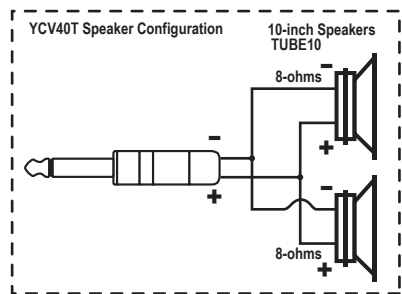 YCV40T Speaker Configuration
10-inch Speakers
TUBE10
-
8-ohms
-
+
+
-
8-ohms
+